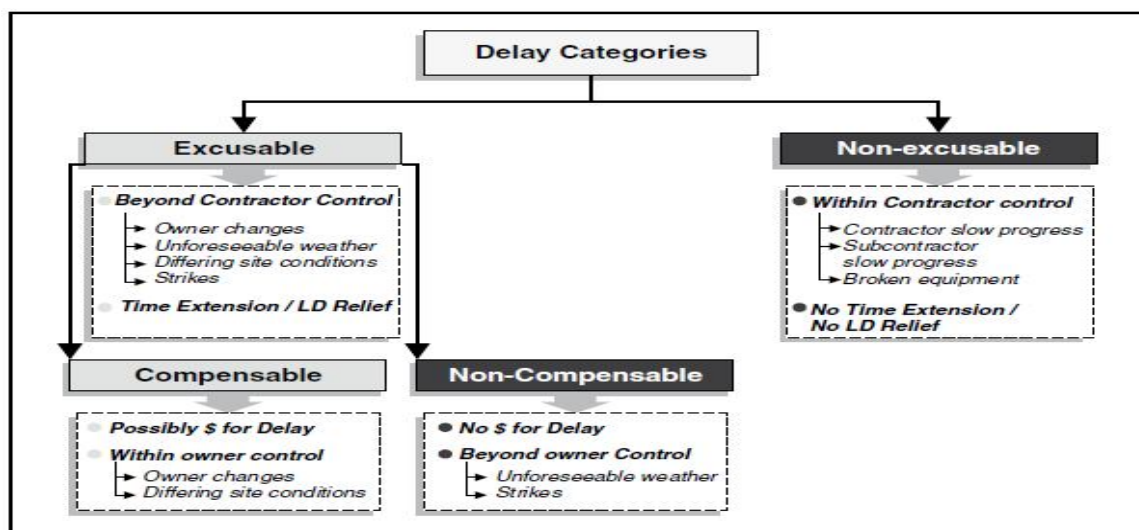 Delay Categories
Excusable
Non-excusable
Beyond Contractor Control
Owner changes
Unforeseeable weather
Differing site conditions
Strikes
Time Extension / LD Relief
Within Contractor control
Contractor slow progress
Subcontractor
slow progress
Broken equipment
No Time Extension /
No LD Relief
Compensable
Non-Compensable
Possibly $ for Delay
Within owner control
Owner changes
Differing site conditions
No $ for Delay
Beyond owner Control
Unforeseeable weather
Strikes